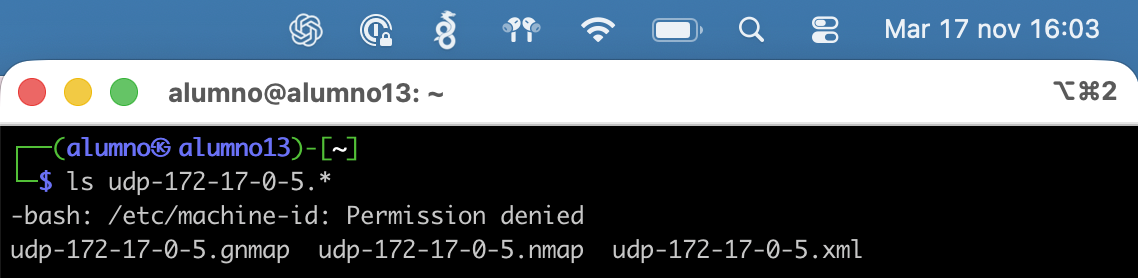 Mar 17 nov 16:03
alumno@alumno13: ~ ⌥⌘2
┌──(alumno㉿alumno13)-[~]
└─$ ls udp-172-17-0-5.*
-bash: /etc/machine-id: Permission denied
udp-172-17-0-5.gnmap  udp-172-17-0-5.nmap  udp-172-17-0-5.xml